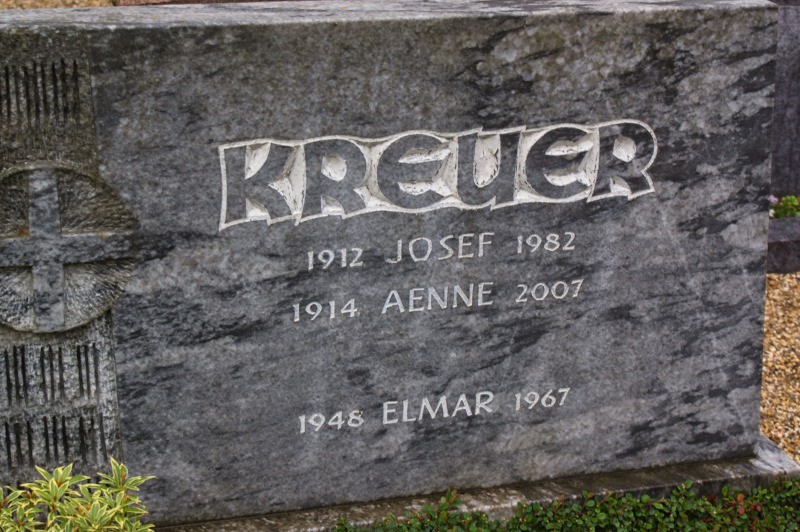 KREUER
1912 JOSEF 1982
1914 AENNE 2007
1948 ELMAR 1967